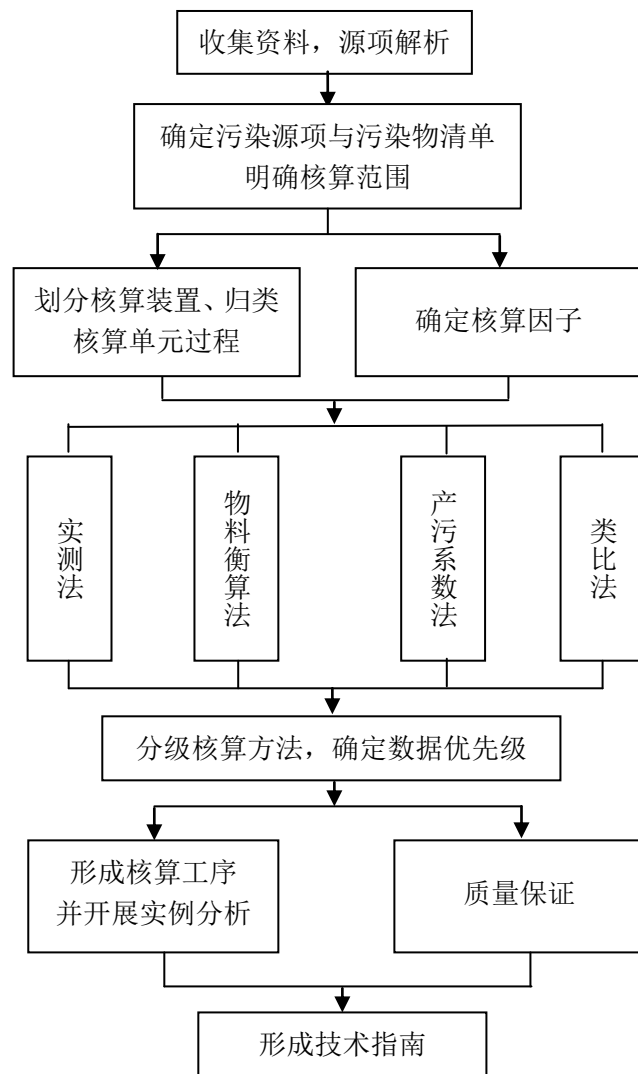 收集资料，源项解析
确定污染源项与污染物清单
明确核算范围
划分核算装置、归类
核算单元过程
确定核算因子
实测法
物料衡算法
产污系数法
类比法
分级核算方法，确定数据优先级
形成核算工序
并开展实例分析
质量保证
形成技术指南